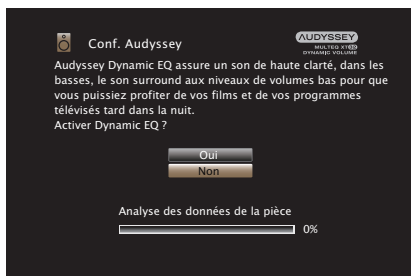 Conf. Audyssey
AUDYSSEY
MULTEQ XT32
DYNAMIC VOLUME
Audyssey Dynamic EQ assure un son de haute clarté, dans les
basses, le son surround aux niveaux de volumes bas pour que
vous puissiez profiter de vos films et de vos programmes
télévisés tard dans la nuit.
Activer Dynamic EQ ?
Oui
Non
Analyse des données de la pièce
0%